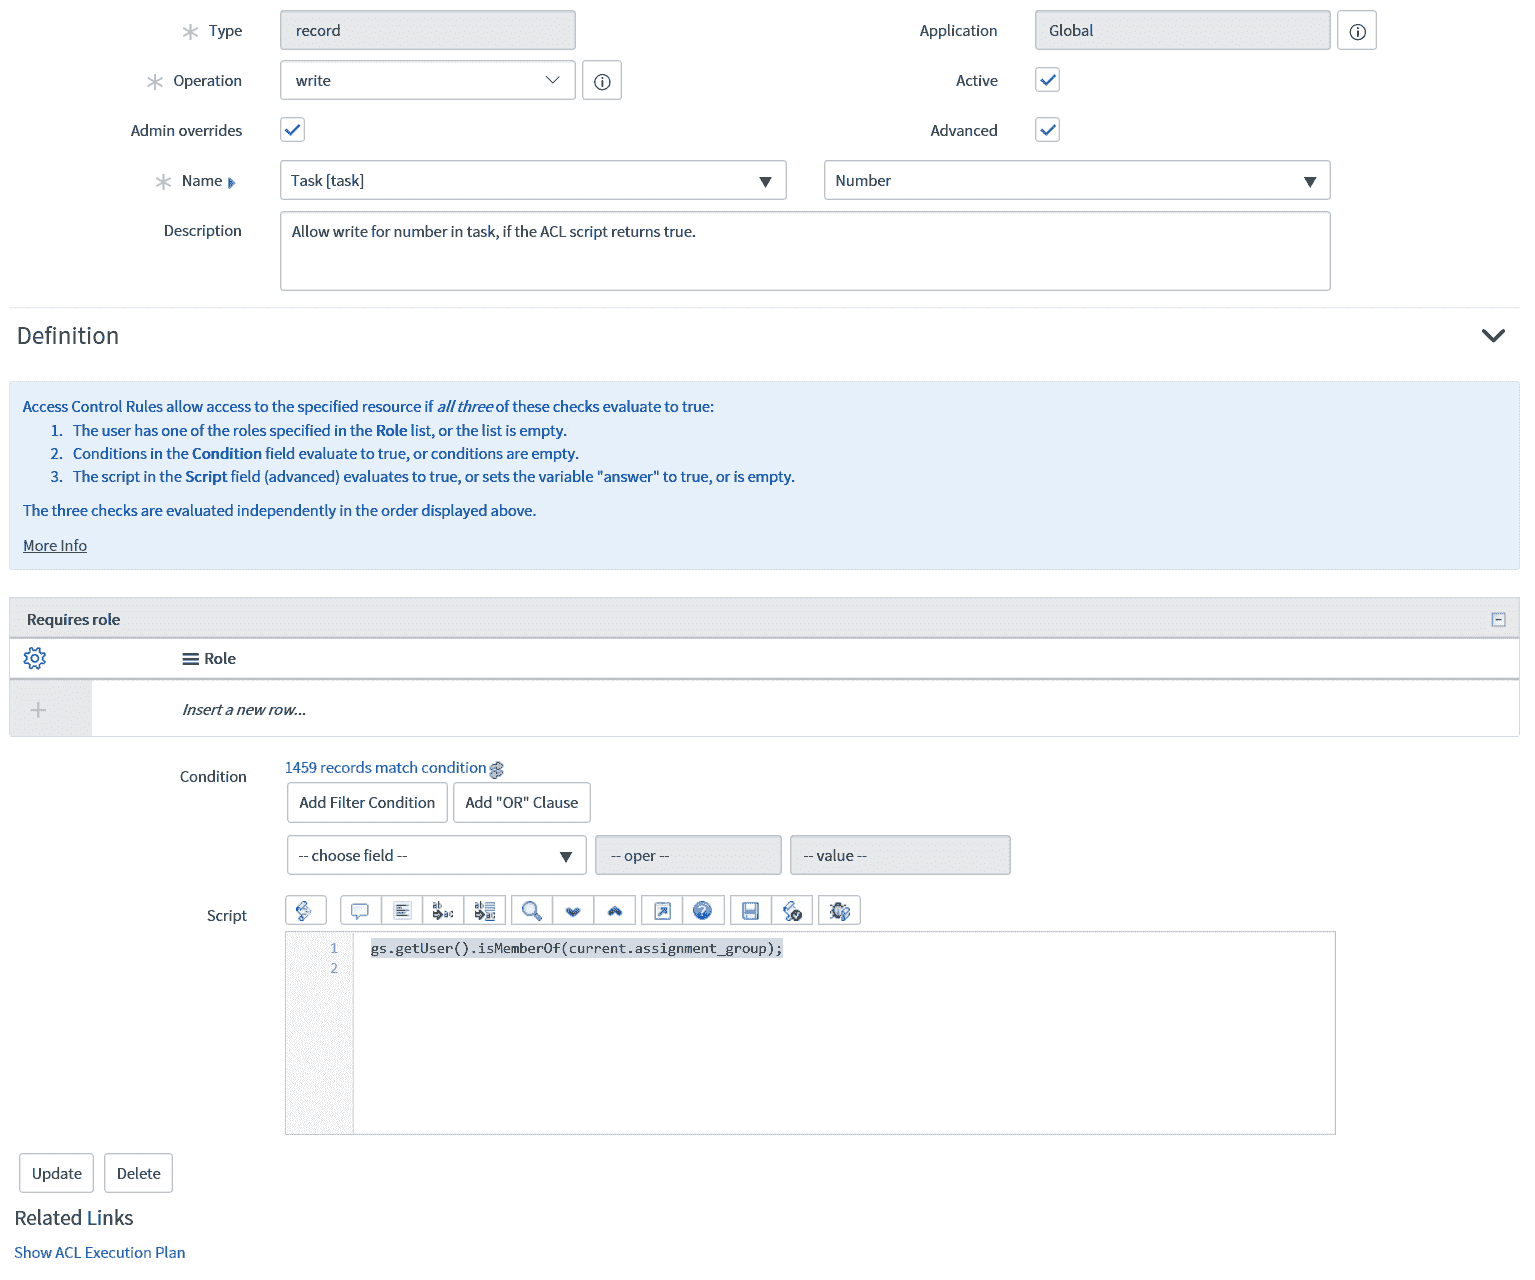 Type record Application Global
Operation write Active
Admin overrides Advanced
Name Task [task] Number
Description Allow write for number in task, if the ACL script returns true.
Definition
Access Control Rules allow access to the specified resource if all three of these checks evaluate to true:
1. The user has one of the roles specified in the Role list, or the list is empty.
2. Conditions in the Condition field evaluate to true, or conditions are empty.
3. The script in the Script field (advanced) evaluates to true, or sets the variable "answer" to true, or is empty.
The three checks are evaluated independently in the order displayed above.
More Info
Requires role
Role
Insert a new row...
Condition 1459 records match condition
Add Filter Condition Add "OR" Clause
-- choose field -- -- oper -- -- value --
Script
1 gs.getUser().isMemberOf(current.assignment_group);
2
Update Delete
Related Links
Show ACL Execution Plan